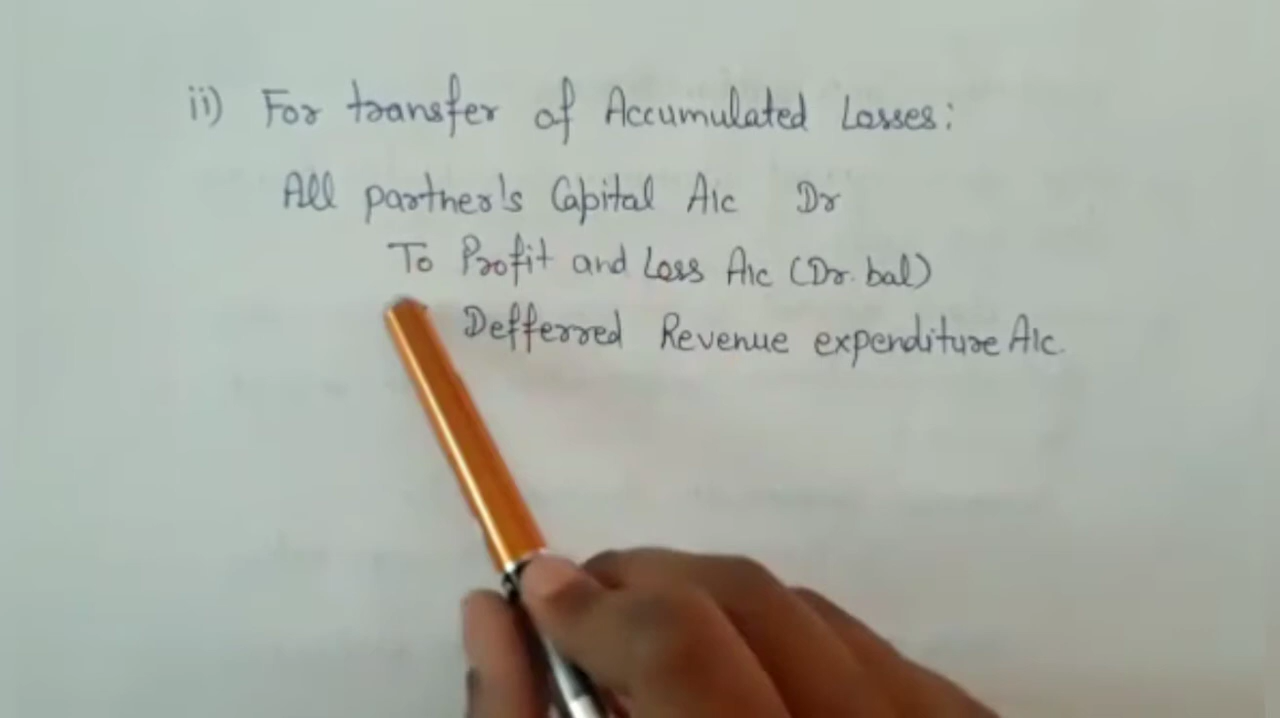 ii) For transfer of Accumulated Losses:
All partner's Capital A/c Dr
To Profit and Loss A/c (Dr. bal)
Defferred Revenue expenditure A/c.